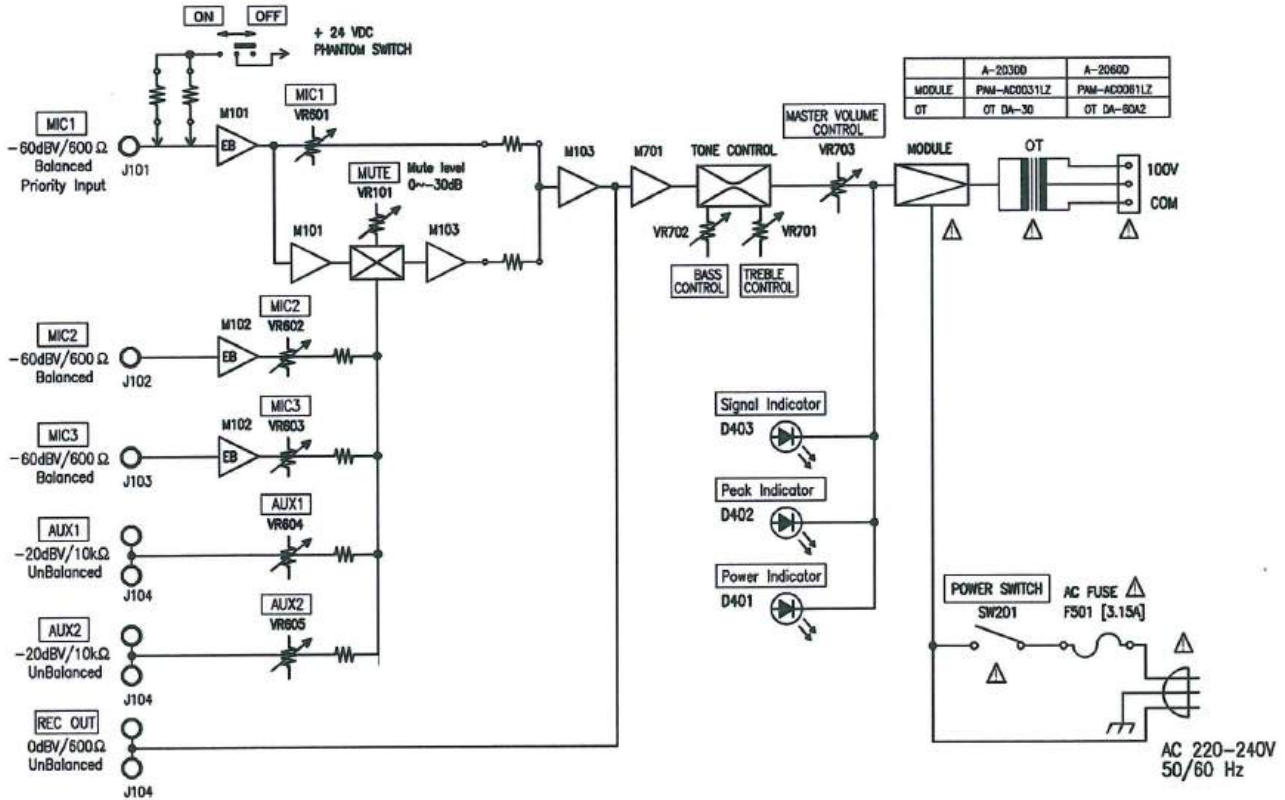 ON OFF
+ 24 VDC
PHANTOM SWITCH
A-2030D A-2060D
MODULE PAM-AC0031LZ PAM-AC0061LZ
OT OT DA-30 OT DA-60A2
MIC1
-60dBV/600Ω
Balanced
Priority Input
J101
M101
EB
MIC1
VR601
MUTE
VR101
Mute level
0~-30dB
M101
M103
M103
M701
TONE CONTROL
VR702
VR701
BASS
CONTROL
TREBLE
CONTROL
MASTER VOLUME
CONTROL
VR703
MODULE
OT
100V
COM
MIC2
-60dBV/600Ω
Balanced
J102
M102
EB
MIC2
VR602
MIC3
-60dBV/600Ω
Balanced
J103
M102
EB
MIC3
VR603
AUX1
-20dBV/10kΩ
UnBalanced
J104
AUX1
VR604
AUX2
-20dBV/10kΩ
UnBalanced
J104
AUX2
VR605
REC OUT
0dBV/600Ω
UnBalanced
J104
Signal Indicator
D403
Peak Indicator
D402
Power Indicator
D401
POWER SWITCH
SW201
AC FUSE
F501 [3.15A]
AC 220-240V
50/60 Hz